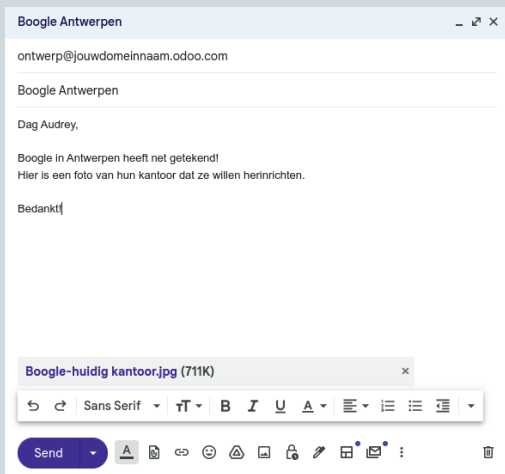 Boogle Antwerpen
ontwerp@jouwdomeinnaam.odoo.com
Boogle Antwerpen
Dag Audrey,
Boogle in Antwerpen heeft net getekend!
Hier is een foto van hun kantoor dat ze willen herinrichten.
Bedankt!
Boogle-huidig kantoor.jpg (711K)
Sans Serif
B I U A
Send A